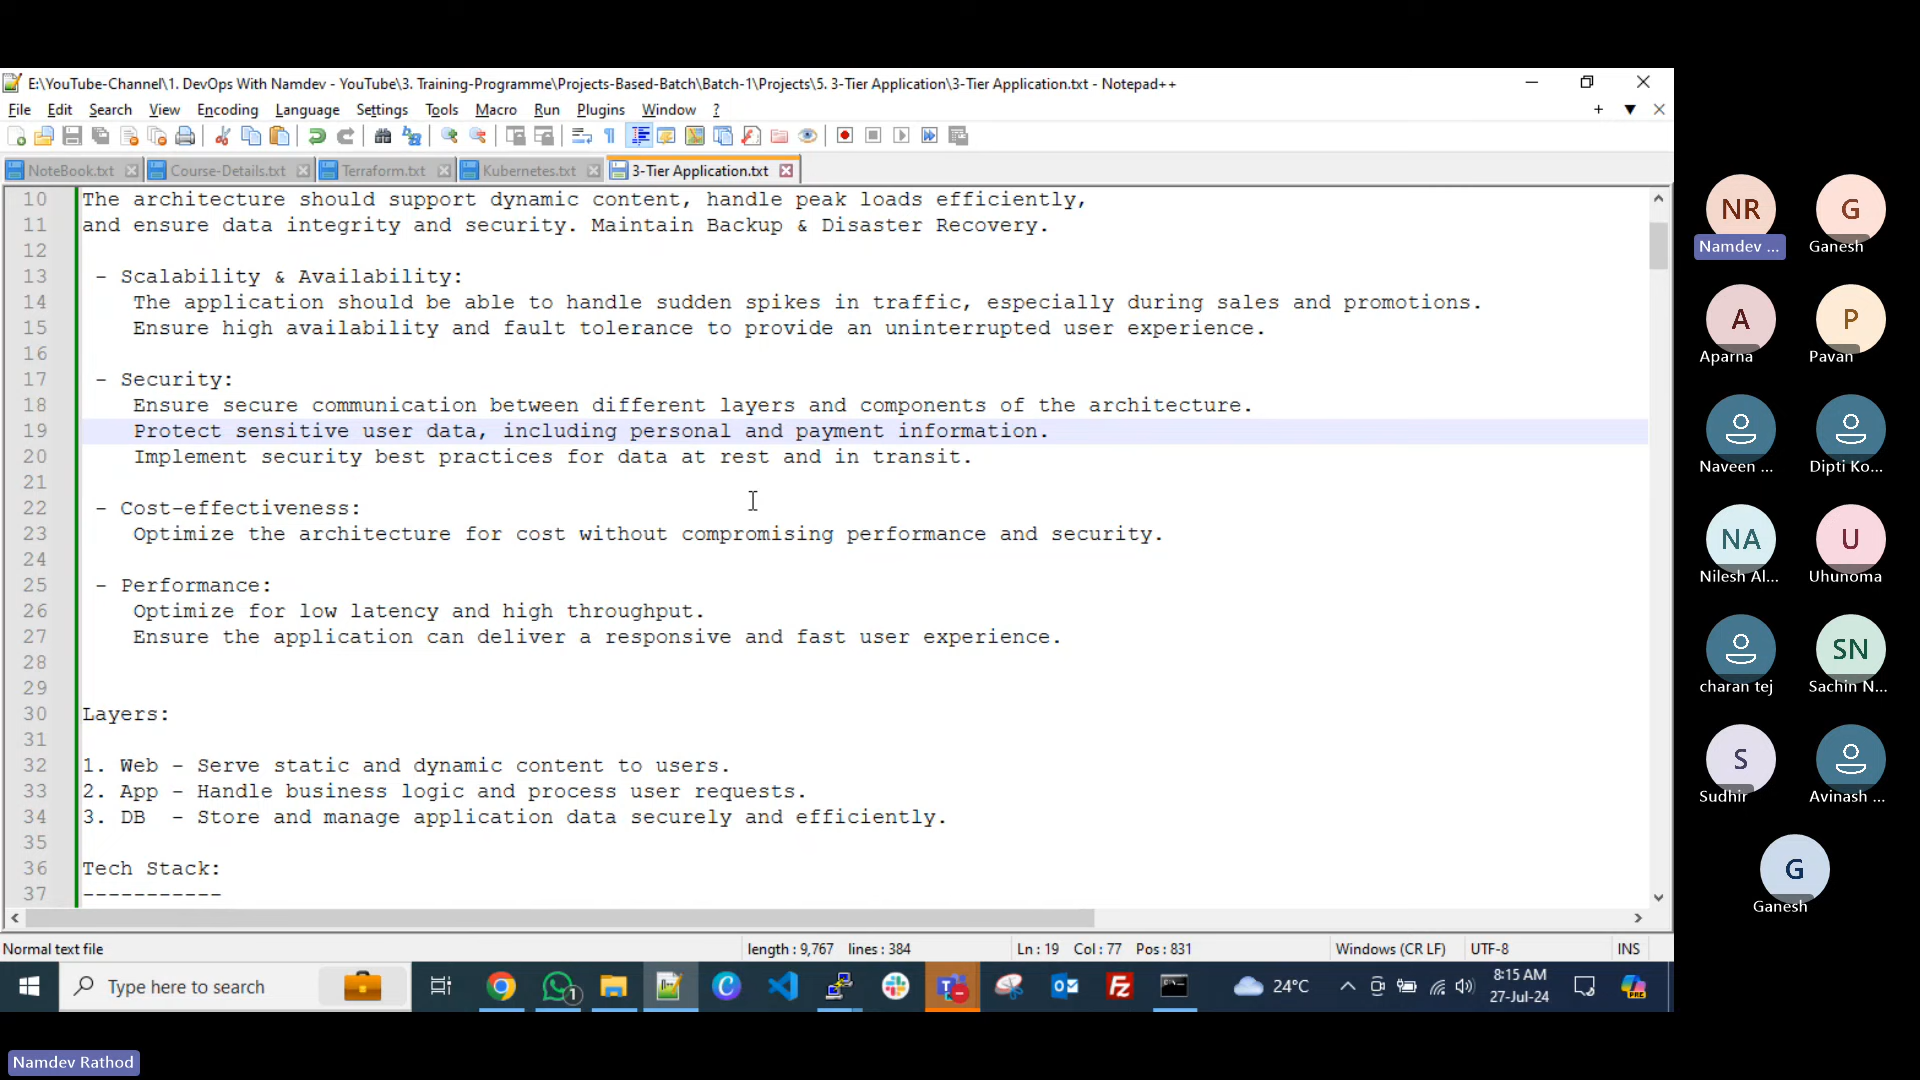 E:\YouTube-Channel\1. DevOps With Namdev - YouTube\3. Training-Programme\Projects-Based-Batch\Batch-1\Projects\5. 3-Tier Application\3-Tier Application.txt - Notepad++
File Edit Search View Encoding Language Settings Tools Macro Run Plugins Window ?
NoteBook.txt Course-Details.txt Terraform.txt Kubernetes.txt 3-Tier Application.txt
10 The architecture should support dynamic content, handle peak loads efficiently,
11 and ensure data integrity and security. Maintain Backup & Disaster Recovery.
12
13 - Scalability & Availability:
14 The application should be able to handle sudden spikes in traffic, especially during sales and promotions.
15 Ensure high availability and fault tolerance to provide an uninterrupted user experience.
16
17 - Security:
18 Ensure secure communication between different layers and components of the architecture.
19 Protect sensitive user data, including personal and payment information.
20 Implement security best practices for data at rest and in transit.
21
22 - Cost-effectiveness:
23 Optimize the architecture for cost without compromising performance and security.
24
25 - Performance:
26 Optimize for low latency and high throughput.
27 Ensure the application can deliver a responsive and fast user experience.
28
29
30 Layers:
31
32 1. Web - Serve static and dynamic content to users.
33 2. App - Handle business logic and process user requests.
34 3. DB - Store and manage application data securely and efficiently.
35
36 Tech Stack:
37 -----------
Normal text file length : 9,767 lines : 384 Ln : 19 Col : 77 Pos : 831 Windows (CR LF) UTF-8 INS
Type here to search 1 24°C 8:15 AM
27-Jul-24
NR G
Namdev ... Ganesh
A P
Aparna Pavan
Naveen ... Dipti Ko...
NA U
Nilesh Al... Uhunoma
SN
charan tej Sachin N...
S
Sudhir Avinash ...
G
Ganesh
Namdev Rathod